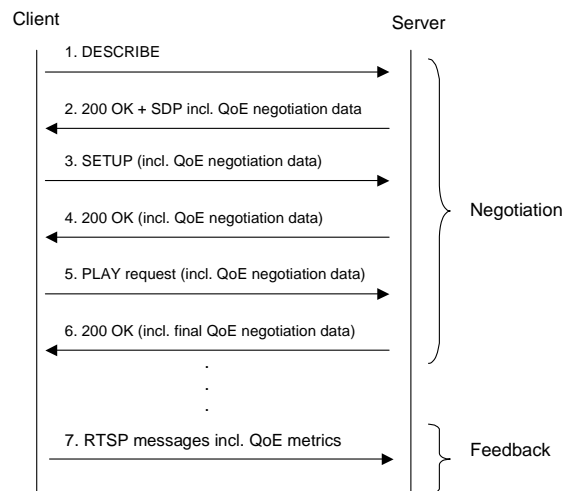 Client
Server
1. DESCRIBE
2. 200 OK + SDP incl. QoE negotiation data
3. SETUP (incl. QoE negotiation data)
4. 200 OK (incl. QoE negotiation data)
Negotiation
5. PLAY request (incl. QoE negotiation data)
6. 200 OK (incl. final QoE negotiation data)
.
.
.
7. RTSP messages incl. QoE metrics
Feedback